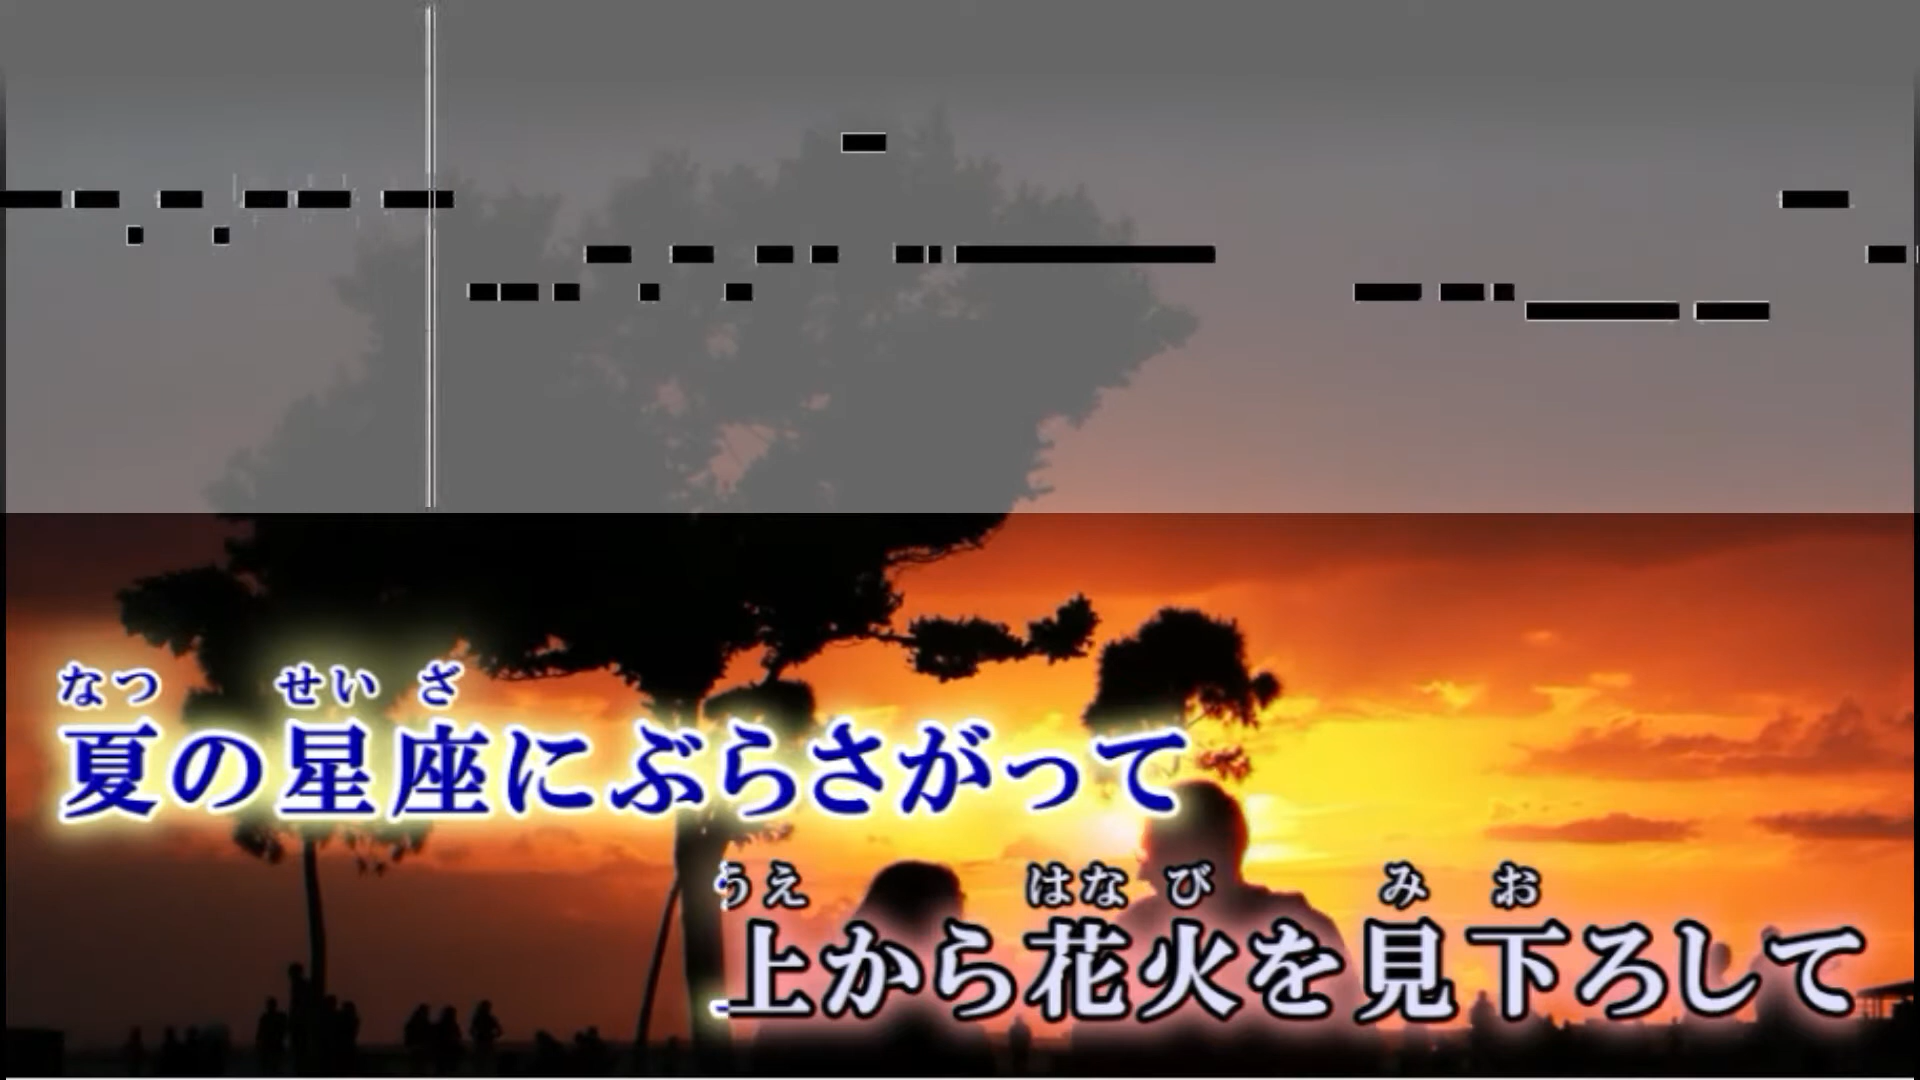 なつ せい ざ
夏の星座にぶらさがって
うえ はな び み お
上から花火を見下ろして